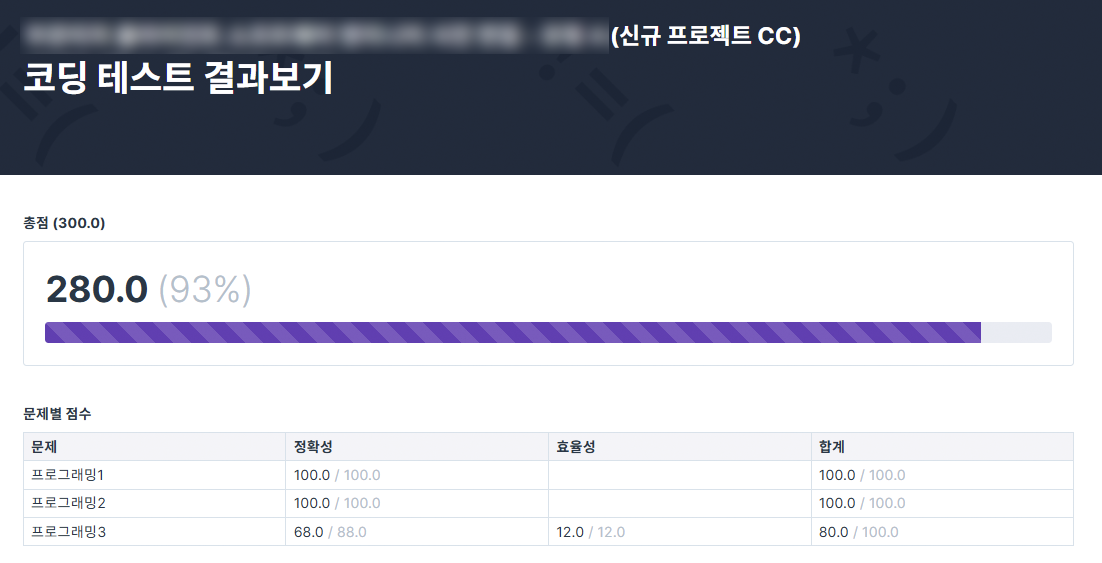 (신규 프로젝트 CC)
코딩 테스트 결과보기
총점 (300.0)
280.0 (93%)
문제별 점수
문제 정확성 효율성 합계
프로그래밍1 100.0 / 100.0 100.0 / 100.0
프로그래밍2 100.0 / 100.0 100.0 / 100.0
프로그래밍3 68.0 / 88.0 12.0 / 12.0 80.0 / 100.0